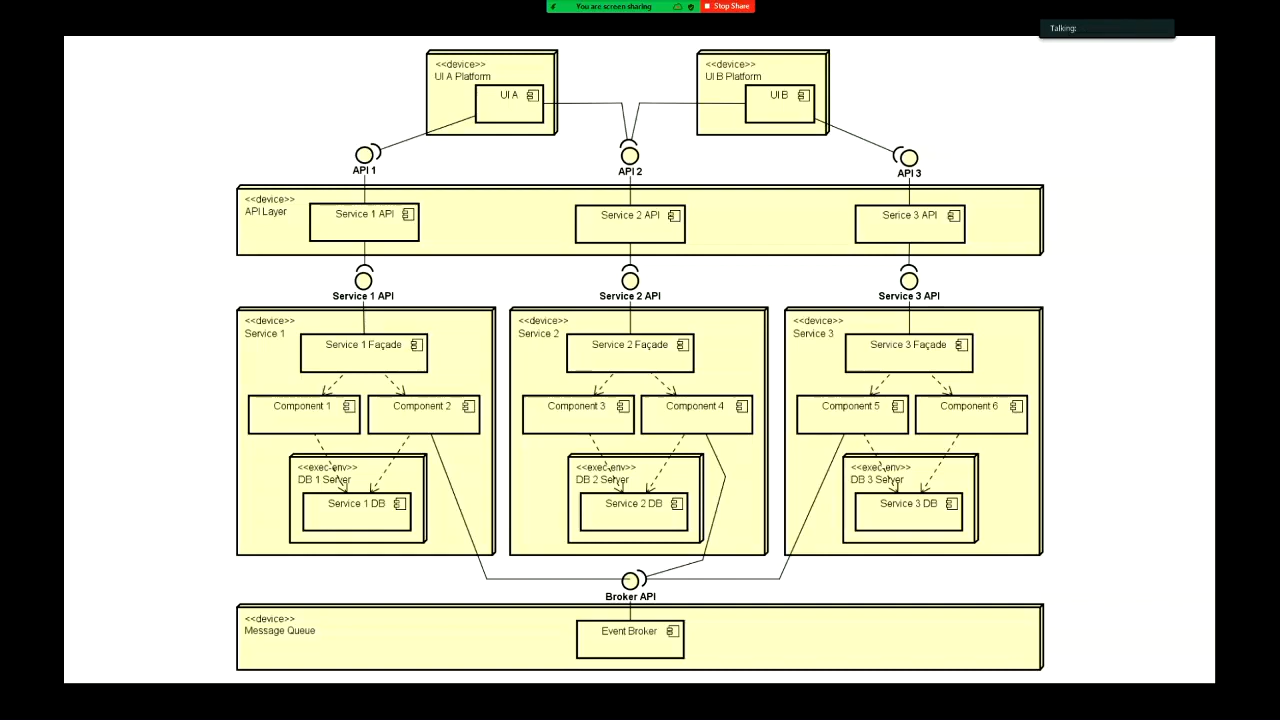 You are screen sharing
Stop Share
Talking:
<<device>>
UI A Platform
UI A
<<device>>
UI B Platform
UI B
API 1
API 2
API 3
<<device>>
API Layer
Service 1 API
Service 2 API
Serice 3 API
Service 1 API
Service 2 API
Service 3 API
<<device>>
Service 1
Service 1 Façade
Component 1
Component 2
<<exec-env>>
DB 1 Server
Service 1 DB
<<device>>
Service 2
Service 2 Façade
Component 3
Component 4
<<exec-env>>
DB 2 Server
Service 2 DB
<<device>>
Service 3
Service 3 Façade
Component 5
Component 6
<<exec-env>>
DB 3 Server
Service 3 DB
Broker API
<<device>>
Message Queue
Event Broker